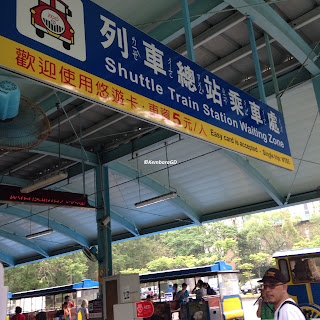 列車總站乘車處
Shuttle Train Station Waiting Zone
歡迎使用悠遊卡，車資5元/人
Easy card is accepted.
©KembaraGD